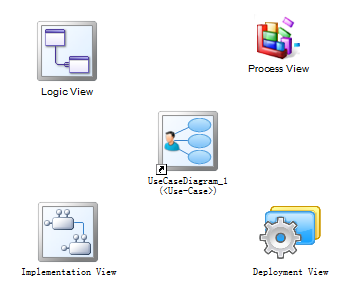 Logic View
Process View
UseCaseDiagram_1
(<Use-Case>)
Implementation View
Deployment View